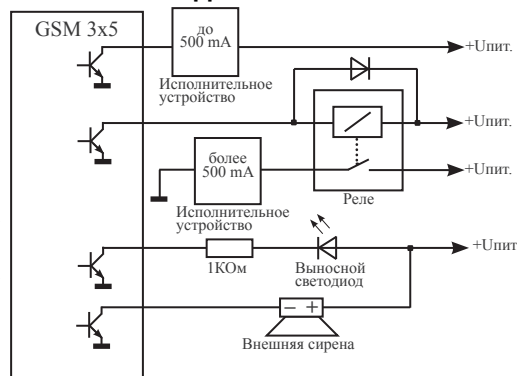 GSM 3x5
до
500 mA
+Uпит.
Исполнительное
устройство
+Uпит.
более
500 mA
+Uпит.
Реле
Исполнительное
устройство
+Uпит
1КОм
Выносной
светодиод
− +
Внешняя сирена